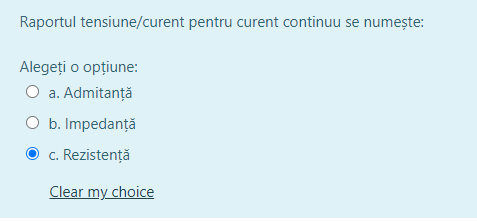 Raportul tensiune/curent pentru curent continuu se numește:
Alegeți o opțiune:
a. Admitanță
b. Impedanță
c. Rezistență
Clear my choice